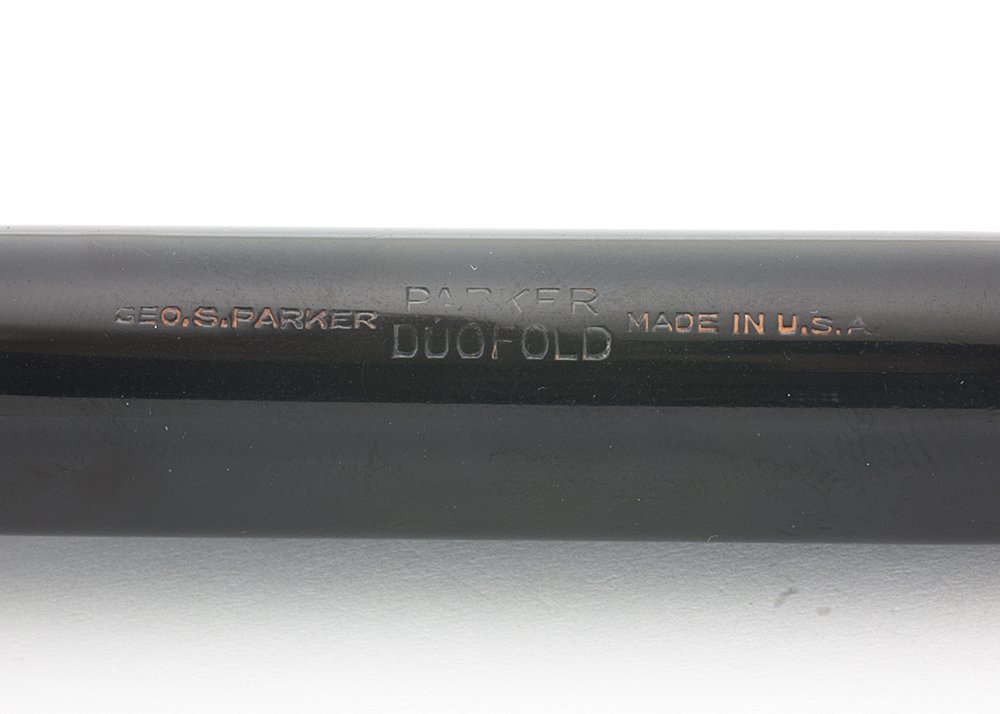 GEO.S.PARKER
PARKER
DUOFOLD
MADE IN U.S.A